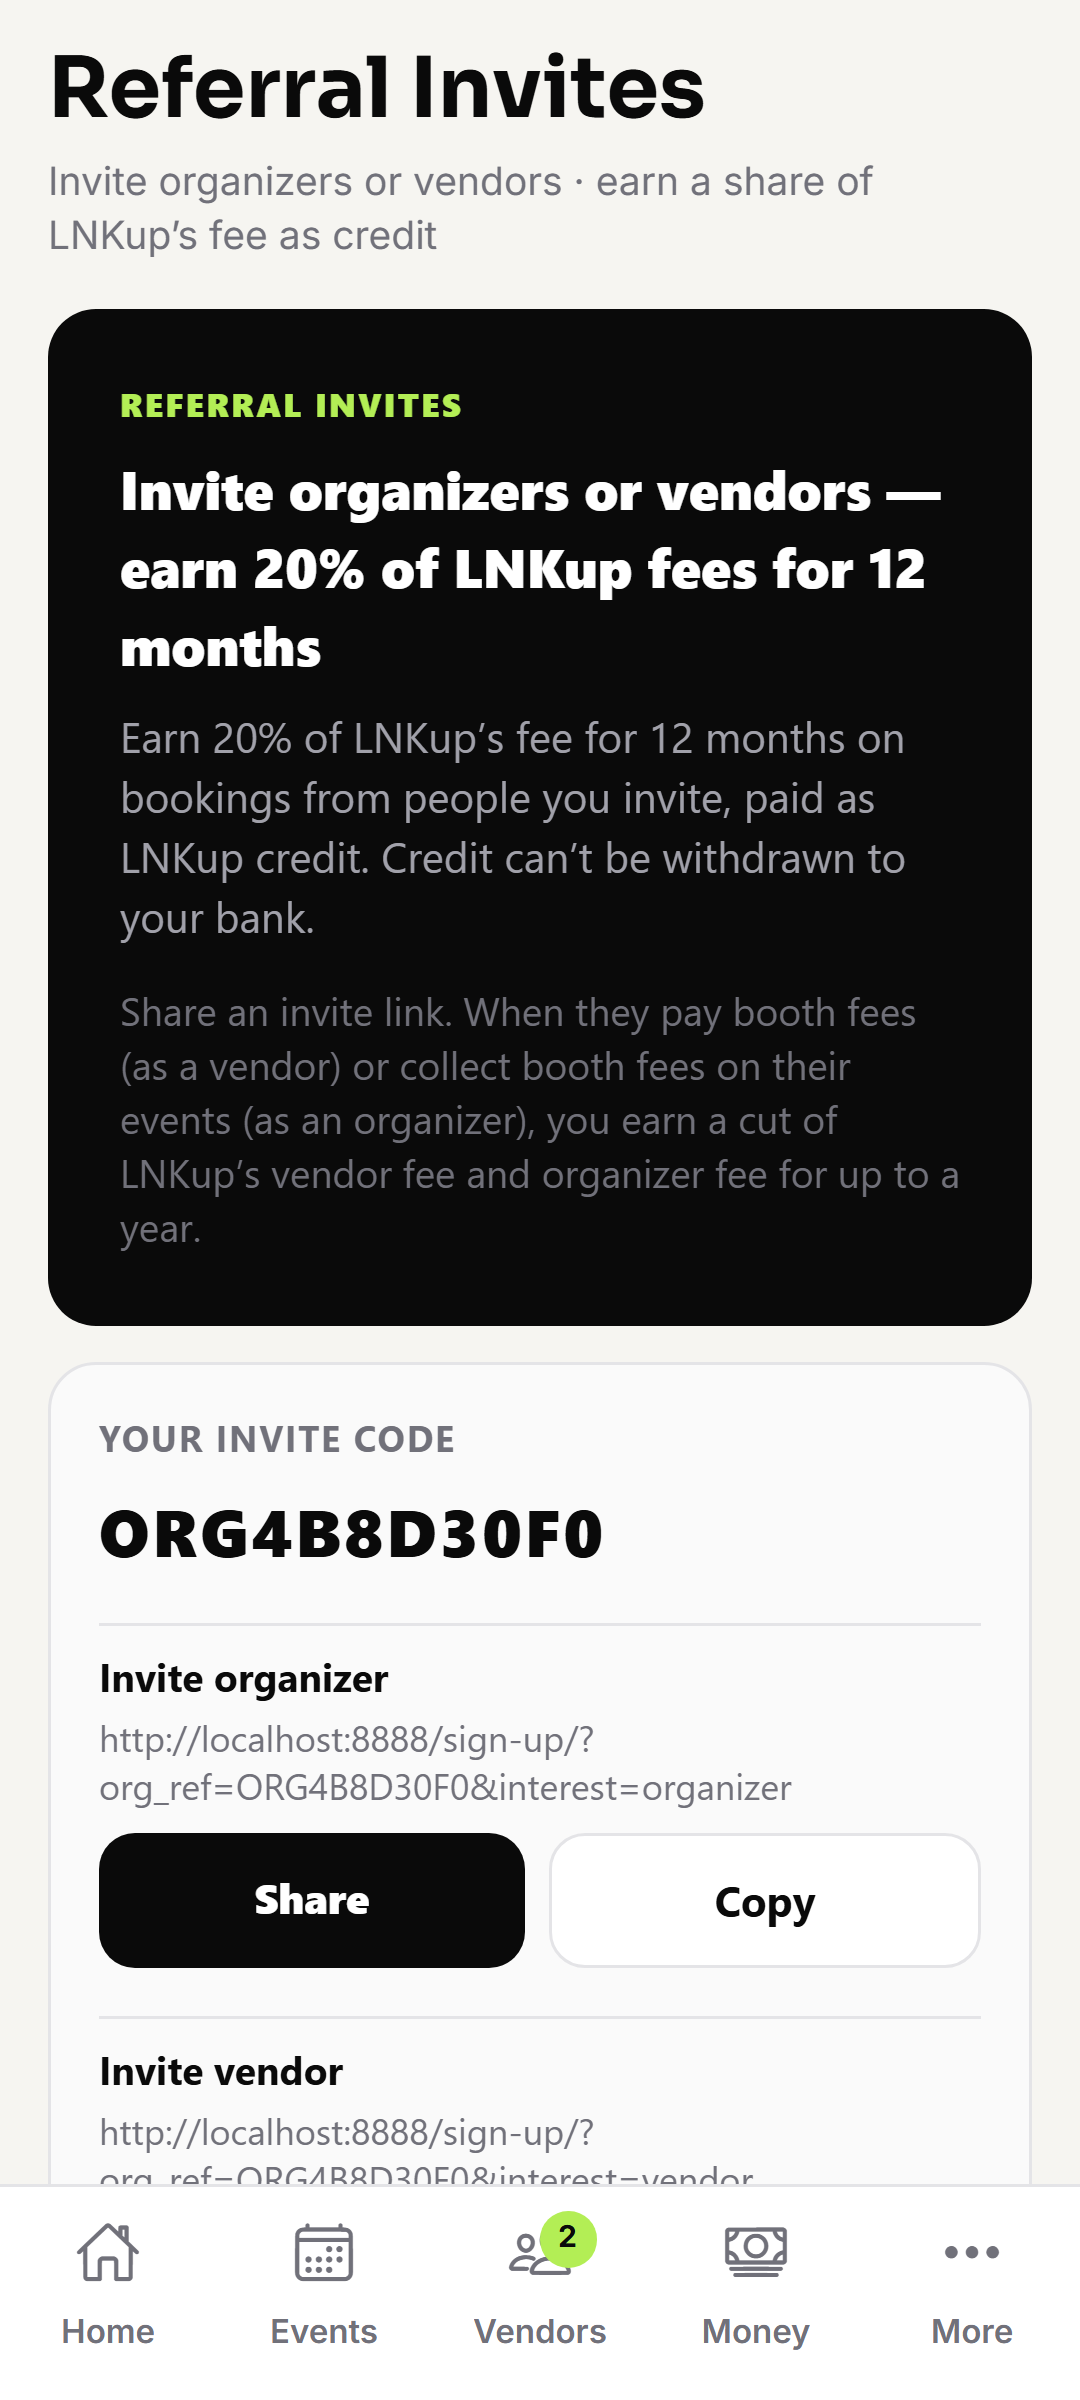 Referral Invites
Invite organizers or vendors · earn a share of
LNKup’s fee as credit
REFERRAL INVITES
Invite organizers or vendors —
earn 20% of LNKup fees for 12
months
Earn 20% of LNKup’s fee for 12 months on
bookings from people you invite, paid as
LNKup credit. Credit can’t be withdrawn to
your bank.
Share an invite link. When they pay booth fees
(as a vendor) or collect booth fees on their
events (as an organizer), you earn a cut of
LNKup’s vendor fee and organizer fee for up to a
year.
YOUR INVITE CODE
ORG4B8D30F0
Invite organizer
http://localhost:8888/sign-up/?
org_ref=ORG4B8D30F0&interest=organizer
Share
Copy
Invite vendor
http://localhost:8888/sign-up/?
org_ref=ORG4B8D30F0&interest=vendor
2
Home
Events
Vendors
Money
More